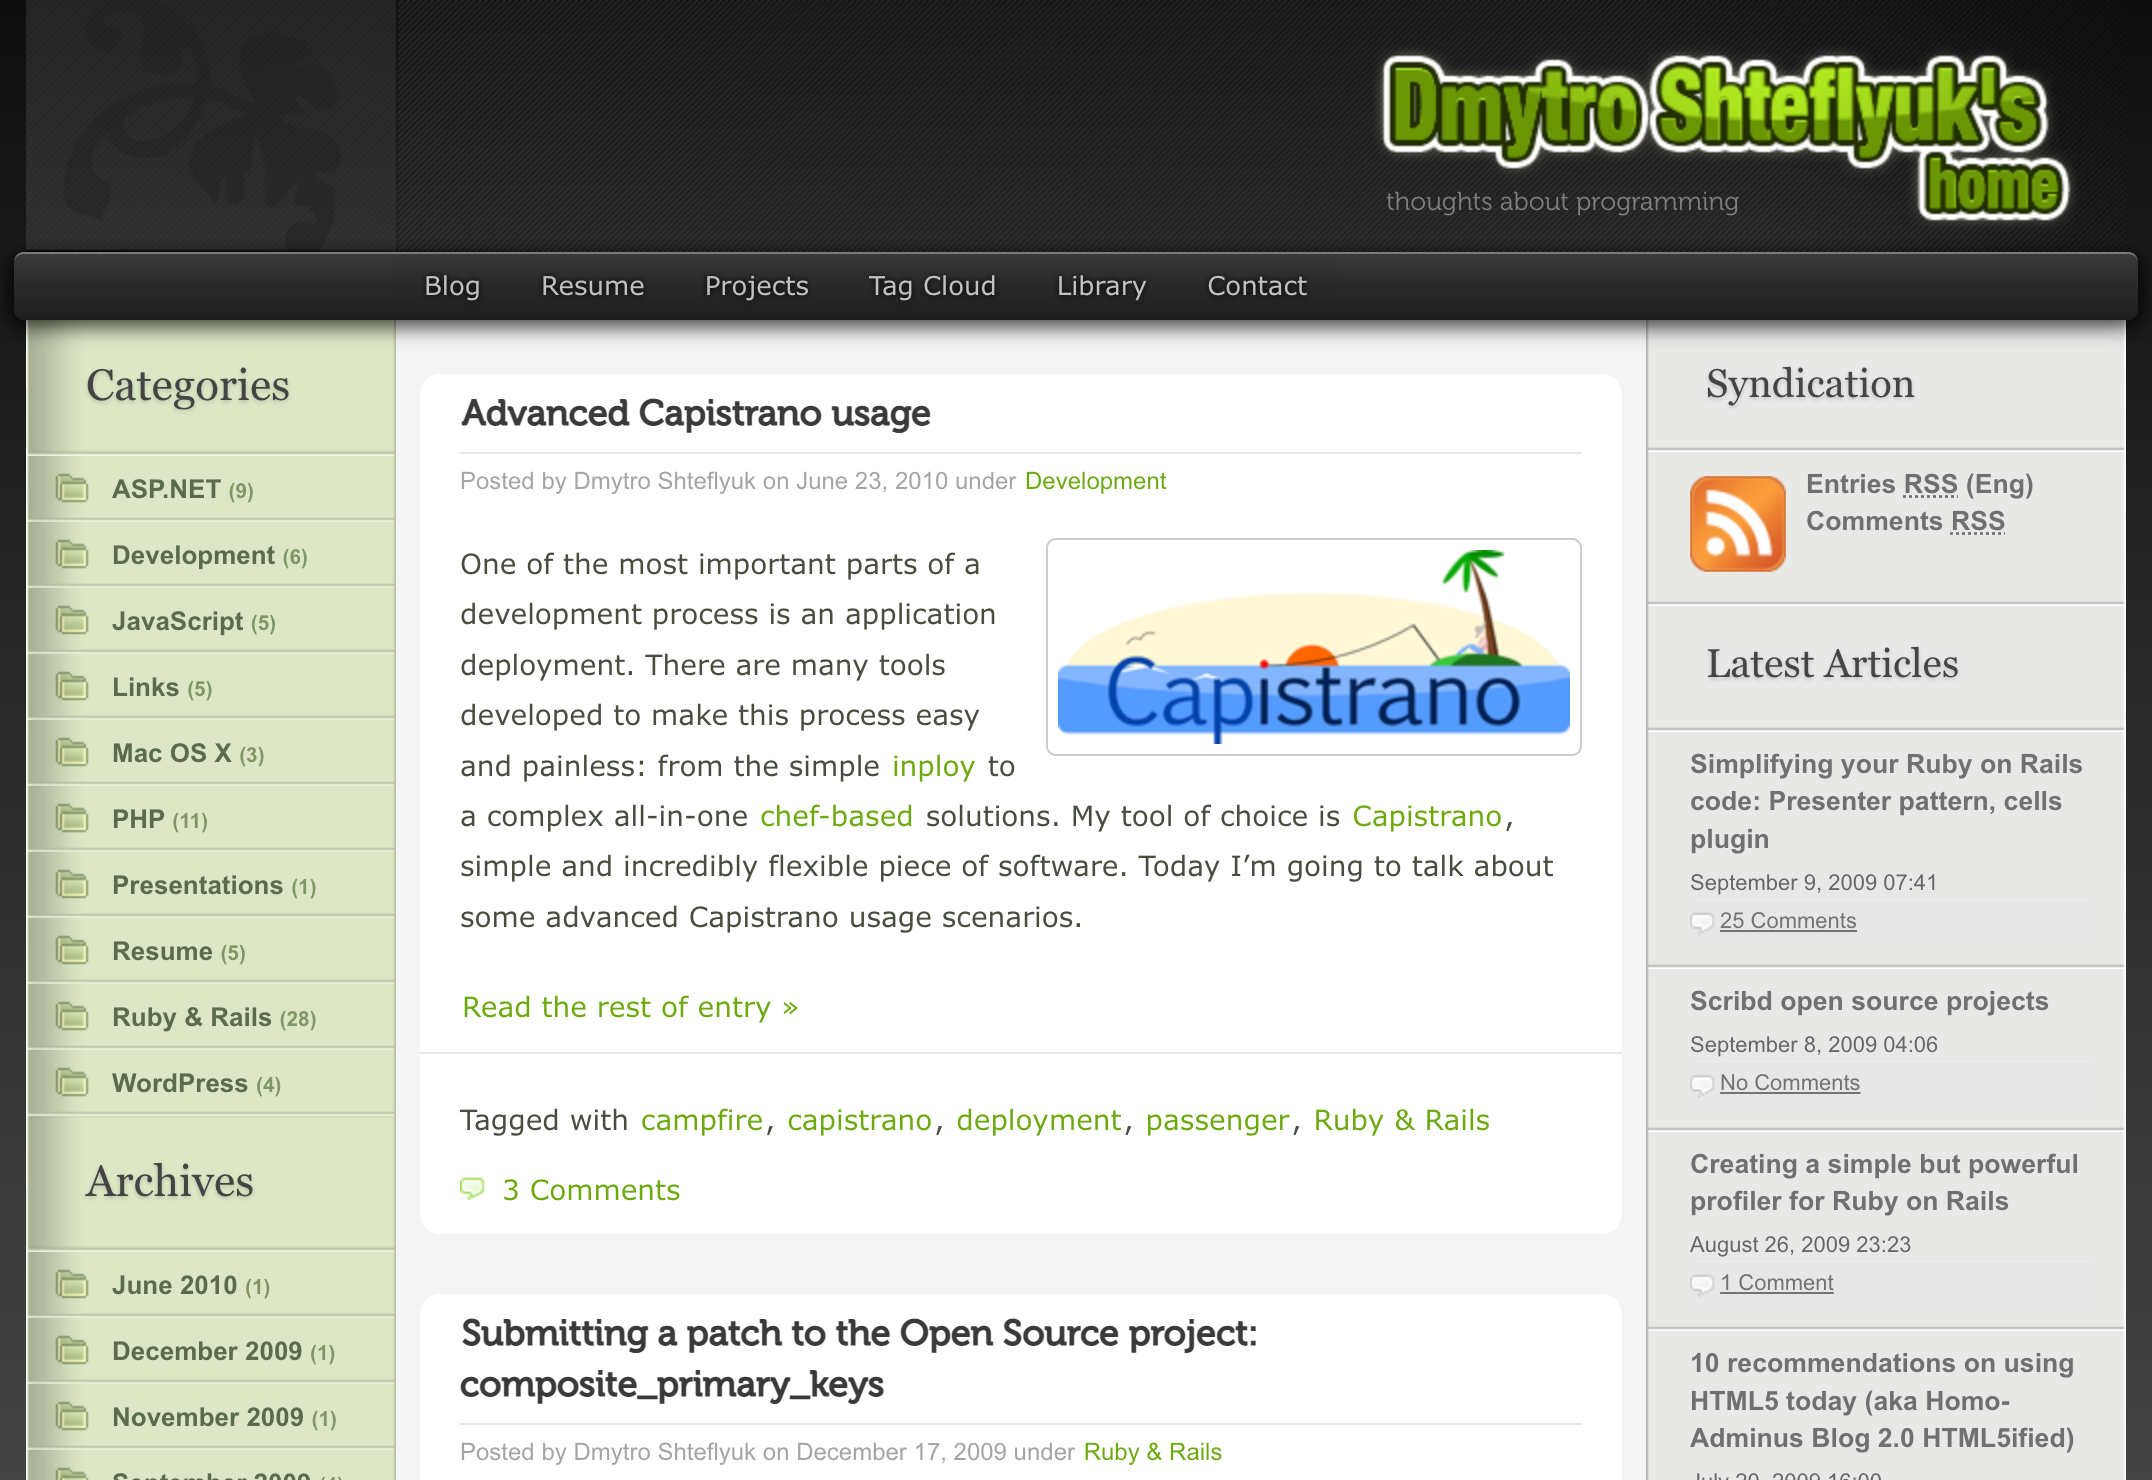 Dmytro Shteflyuk's
home
thoughts about programming
Blog Resume Projects Tag Cloud Library Contact
Categories
ASP.NET (9)
Development (6)
JavaScript (5)
Links (5)
Mac OS X (3)
PHP (11)
Presentations (1)
Resume (5)
Ruby & Rails (28)
WordPress (4)
Archives
June 2010 (1)
December 2009 (1)
November 2009 (1)
September 2009 (4)
Advanced Capistrano usage
Posted by Dmytro Shteflyuk on June 23, 2010 under Development
One of the most important parts of a
development process is an application
deployment. There are many tools
developed to make this process easy
and painless: from the simple inploy to
a complex all-in-one chef-based solutions. My tool of choice is Capistrano,
simple and incredibly flexible piece of software. Today I’m going to talk about
some advanced Capistrano usage scenarios.
Capistrano
Read the rest of entry »
Tagged with campfire, capistrano, deployment, passenger, Ruby & Rails
3 Comments
Submitting a patch to the Open Source project:
composite_primary_keys
Posted by Dmytro Shteflyuk on December 17, 2009 under Ruby & Rails
Syndication
Entries RSS (Eng)
Comments RSS
Latest Articles
Simplifying your Ruby on Rails
code: Presenter pattern, cells
plugin
September 9, 2009 07:41
25 Comments
Scribd open source projects
September 8, 2009 04:06
No Comments
Creating a simple but powerful
profiler for Ruby on Rails
August 26, 2009 23:23
1 Comment
10 recommendations on using
HTML5 today (aka Homo-
Adminus Blog 2.0 HTML5ified)
July 20, 2009 16:00